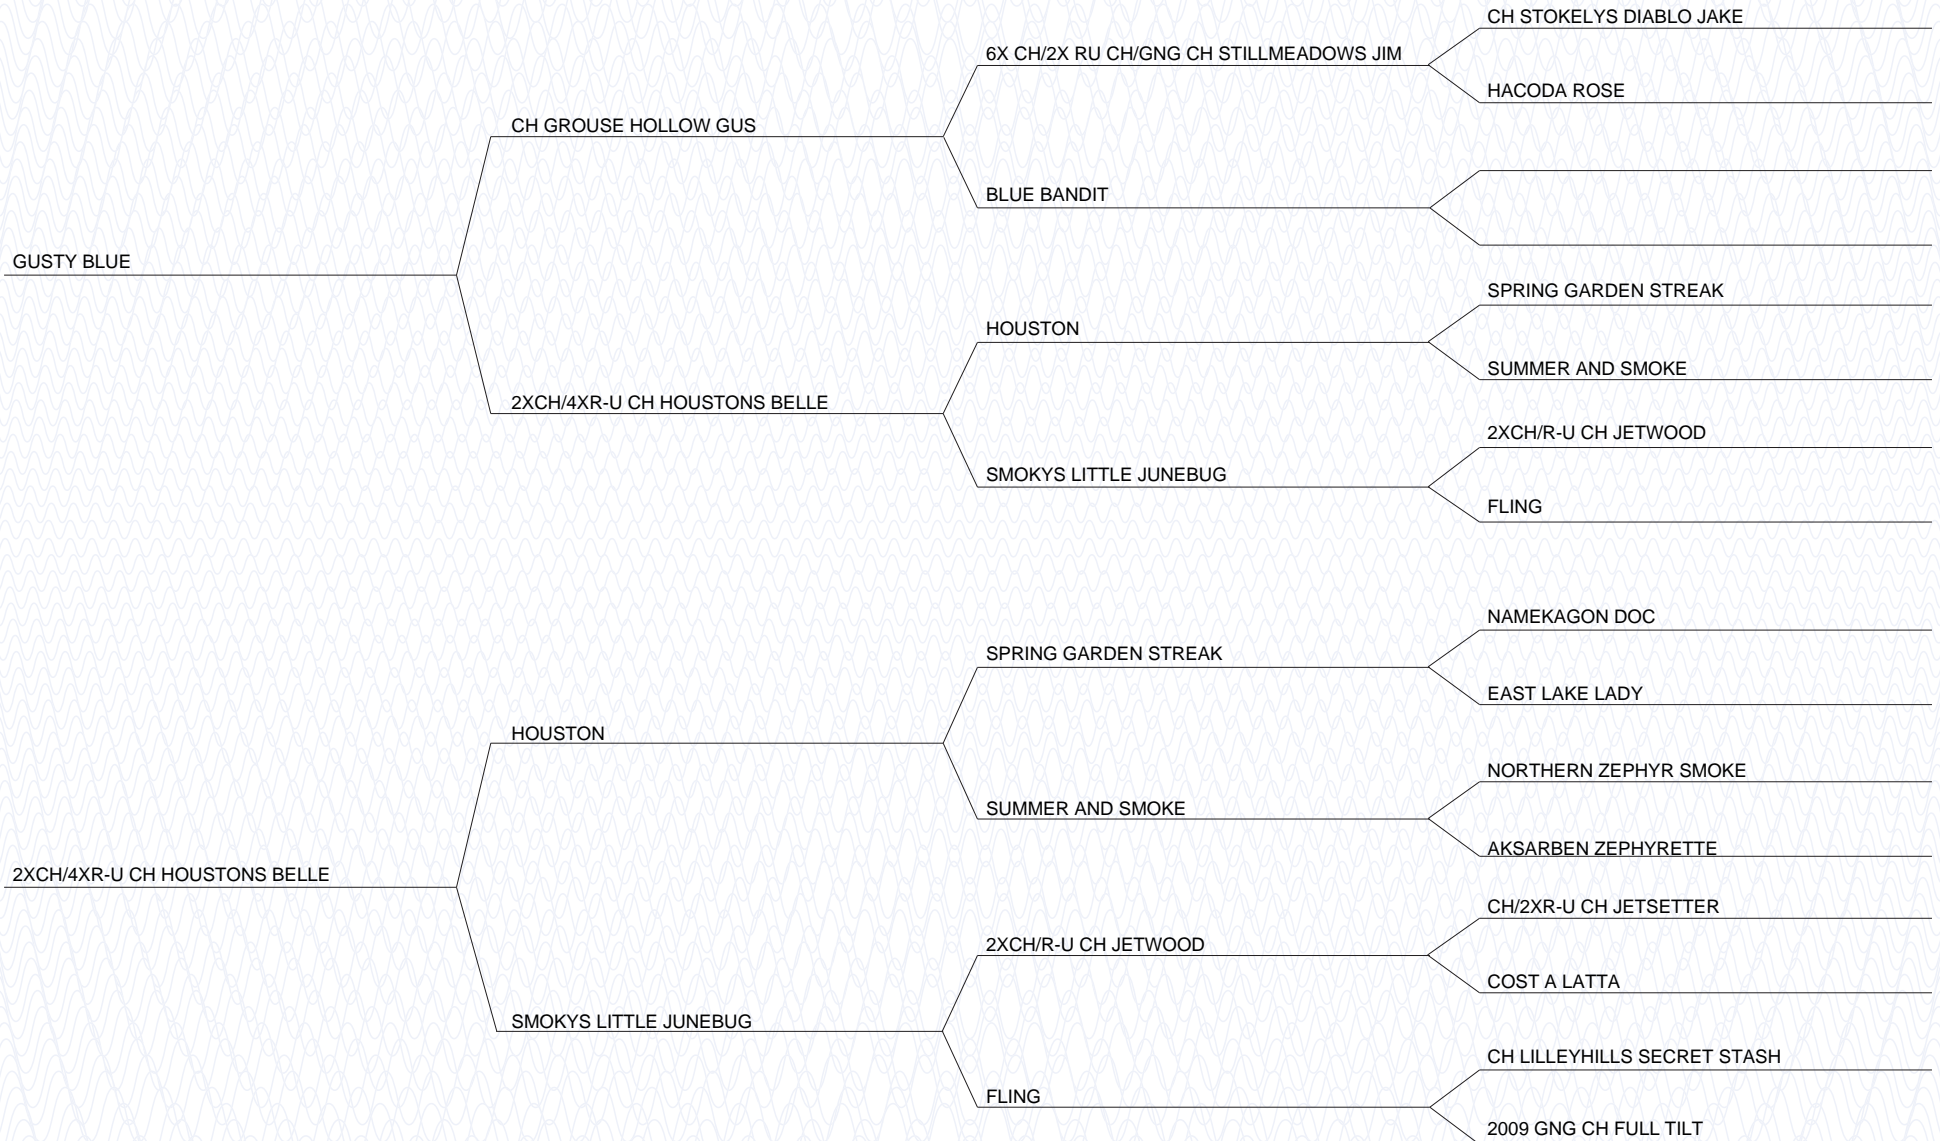 CH STOKELYS DIABLO JAKE
6X CH/2X RU CH/GNG CH STILLMEADOWS JIM
HACODA ROSE
CH GROUSE HOLLOW GUS
BLUE BANDIT
GUSTY BLUE
SPRING GARDEN STREAK
HOUSTON
SUMMER AND SMOKE
2XCH/4XR-U CH HOUSTONS BELLE
2XCH/R-U CH JETWOOD
SMOKYS LITTLE JUNEBUG
FLING
NAMEKAGON DOC
SPRING GARDEN STREAK
EAST LAKE LADY
HOUSTON
NORTHERN ZEPHYR SMOKE
SUMMER AND SMOKE
AKSARBEN ZEPHYRETTE
2XCH/4XR-U CH HOUSTONS BELLE
CH/2XR-U CH JETSETTER
2XCH/R-U CH JETWOOD
COST A LATTA
SMOKYS LITTLE JUNEBUG
CH LILLEYHILLS SECRET STASH
FLING
2009 GNG CH FULL TILT